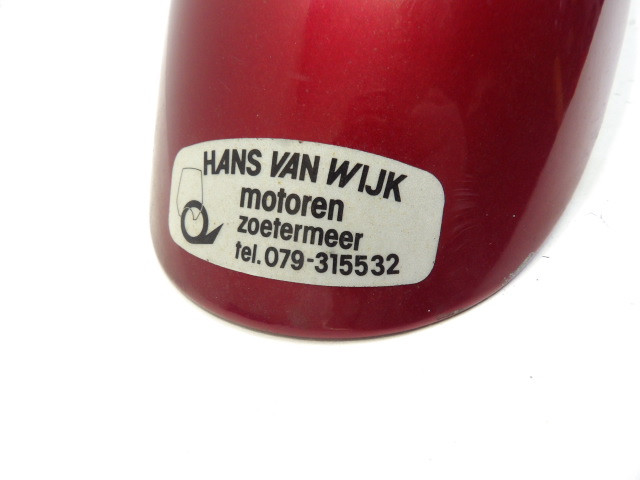 HANS VAN WIJK
motoren
zoetermeer
tel. 079-315532